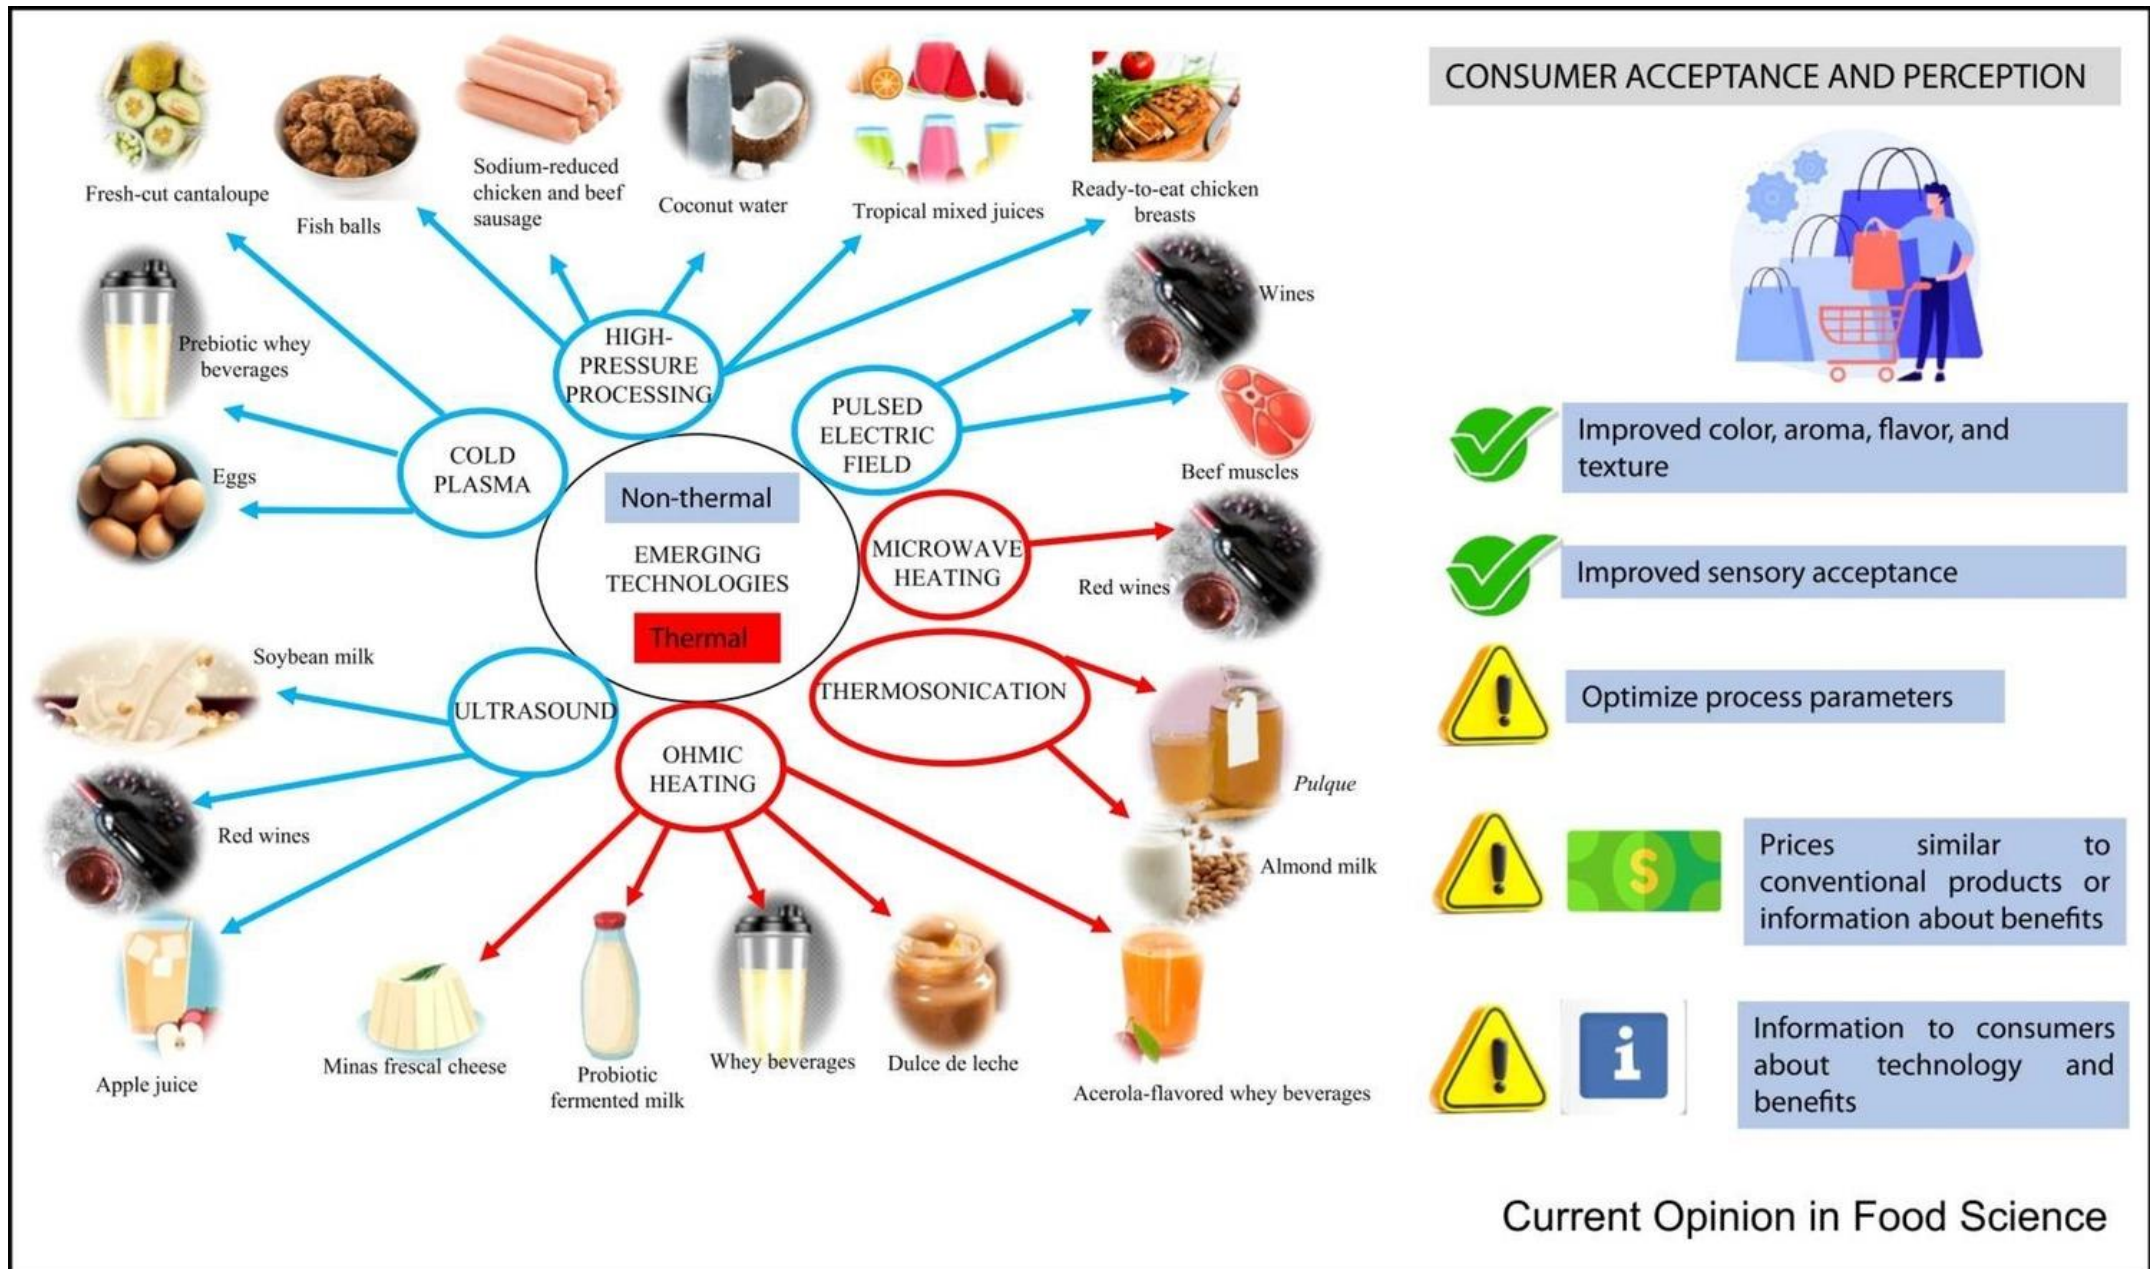 CONSUMER ACCEPTANCE AND PERCEPTION
Fresh-cut cantaloupe
Fish balls
Sodium-reduced
chicken and beef
sausage
Coconut water
Tropical mixed juices
Ready-to-eat chicken
breasts
Wines
Prebiotic whey
beverages
HIGH-
PRESSURE
PROCESSING
PULSED
ELECTRIC
FIELD
Beef muscles
COLD
PLASMA
Eggs
Non-thermal
EMERGING
TECHNOLOGIES
Thermal
MICROWAVE
HEATING
Red wines
Soybean milk
ULTRASOUND
THERMOSONICATION
OHMIC
HEATING
Pulque
Red wines
Almond milk
Apple juice
Minas frescal cheese
Probiotic
fermented milk
Whey beverages
Dulce de leche
Acerola-flavored whey beverages
Improved color, aroma, flavor, and
texture
Improved sensory acceptance
Optimize process parameters
$
Prices similar to
conventional products or
information about benefits
i
Information to consumers
about technology and
benefits
Current Opinion in Food Science